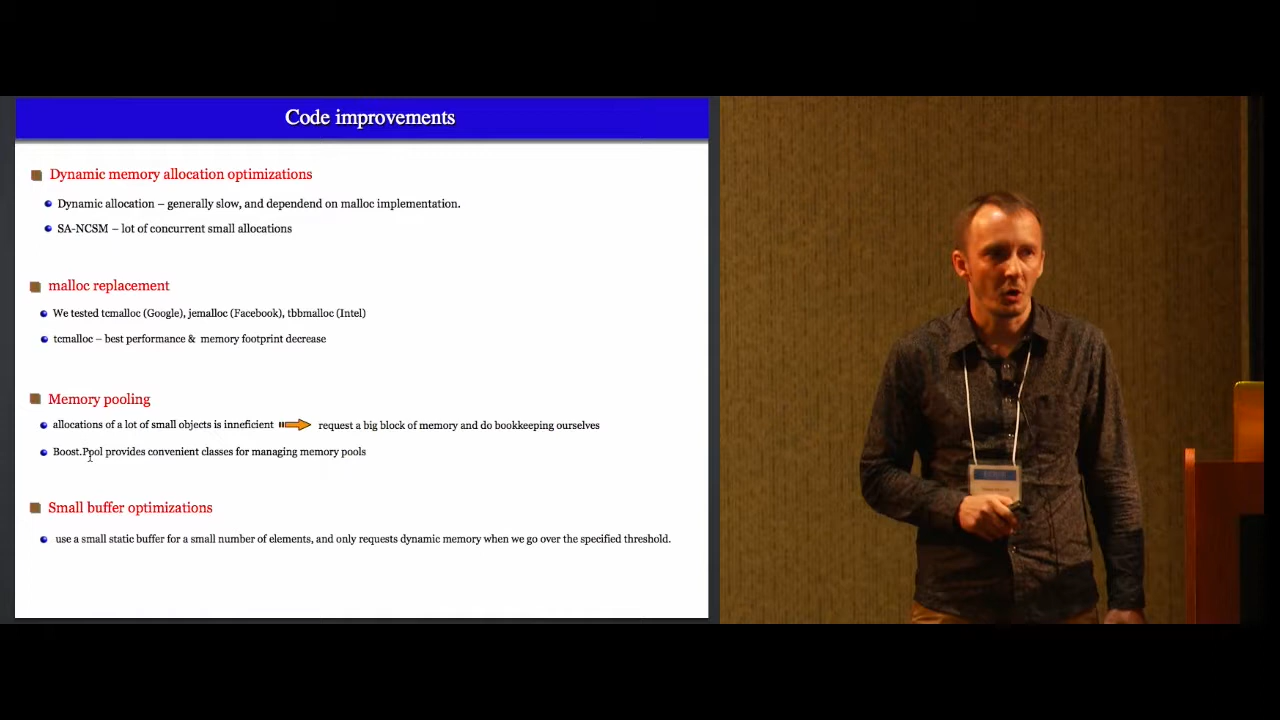 Code improvements
Dynamic memory allocation optimizations
Dynamic allocation – generally slow, and dependend on malloc implementation.
SA-NCSM – lot of concurrent small allocations
malloc replacement
We tested tcmalloc (Google), jemalloc (Facebook), tbbmalloc (Intel)
tcmalloc – best performance & memory footprint decrease
Memory pooling
allocations of a lot of small objects is inneficient request a big block of memory and do bookkeeping ourselves
Boost.Pool provides convenient classes for managing memory pools
Small buffer optimizations
use a small static buffer for a small number of elements, and only requests dynamic memory when we go over the specified threshold.